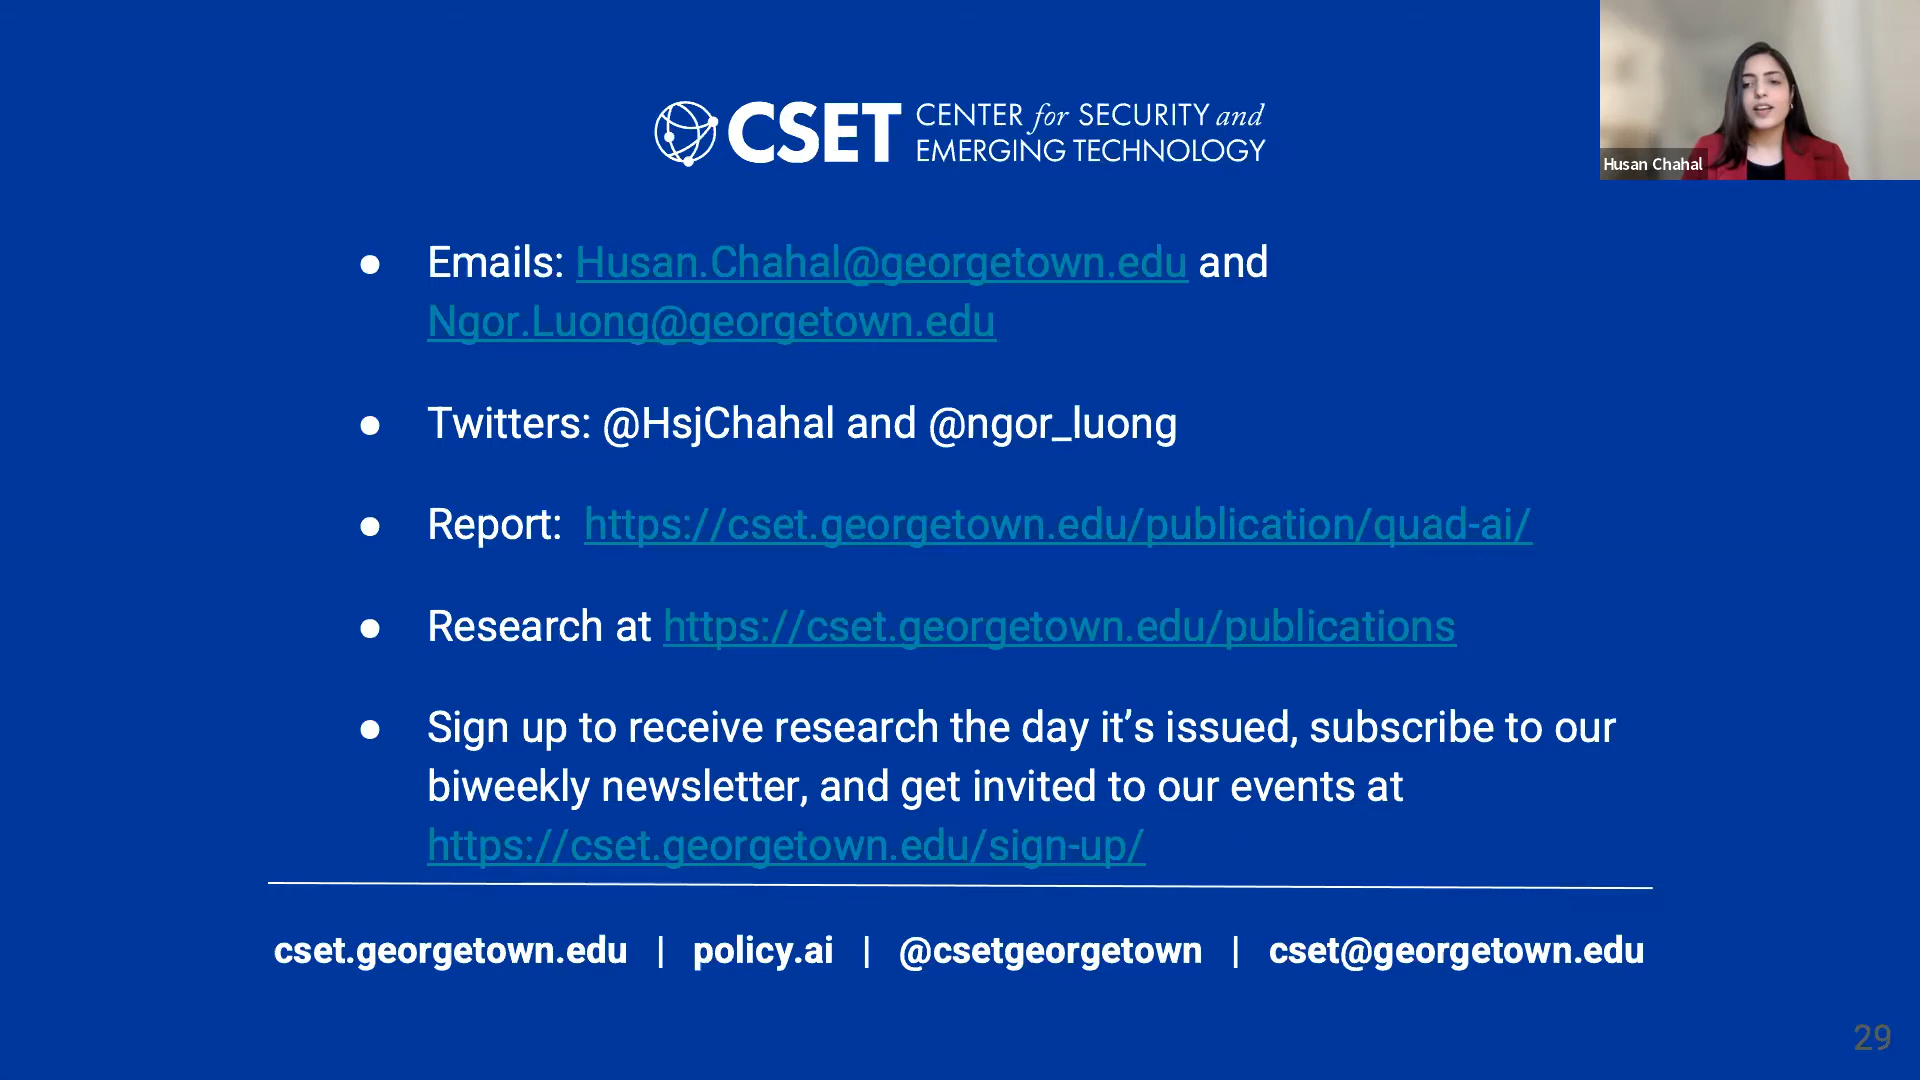 CSET CENTER for SECURITY and
EMERGING TECHNOLOGY
Husan Chahal
● Emails: Husan.Chahal@georgetown.edu and
Ngor.Luong@georgetown.edu
● Twitters: @HsjChahal and @ngor_luong
● Report: https://cset.georgetown.edu/publication/quad-ai/
● Research at https://cset.georgetown.edu/publications
● Sign up to receive research the day it’s issued, subscribe to our
biweekly newsletter, and get invited to our events at
https://cset.georgetown.edu/sign-up/
cset.georgetown.edu | policy.ai | @csetgeorgetown | cset@georgetown.edu
29